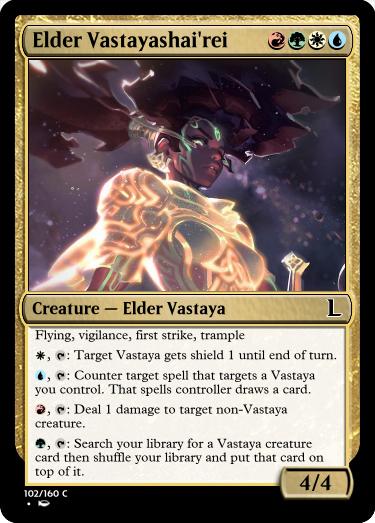 Elder Vastayashai'rei
Creature — Elder Vastaya
L
Flying, vigilance, first strike, trample
, : Target Vastaya gets shield 1 until end of turn.
, : Counter target spell that targets a Vastaya
you control. That spells controller draws a card.
, : Deal 1 damage to target non-Vastaya
creature.
, : Search your library for a Vastaya creature
card then shuffle your library and put that card on
top of it.
4/4
102/160 C